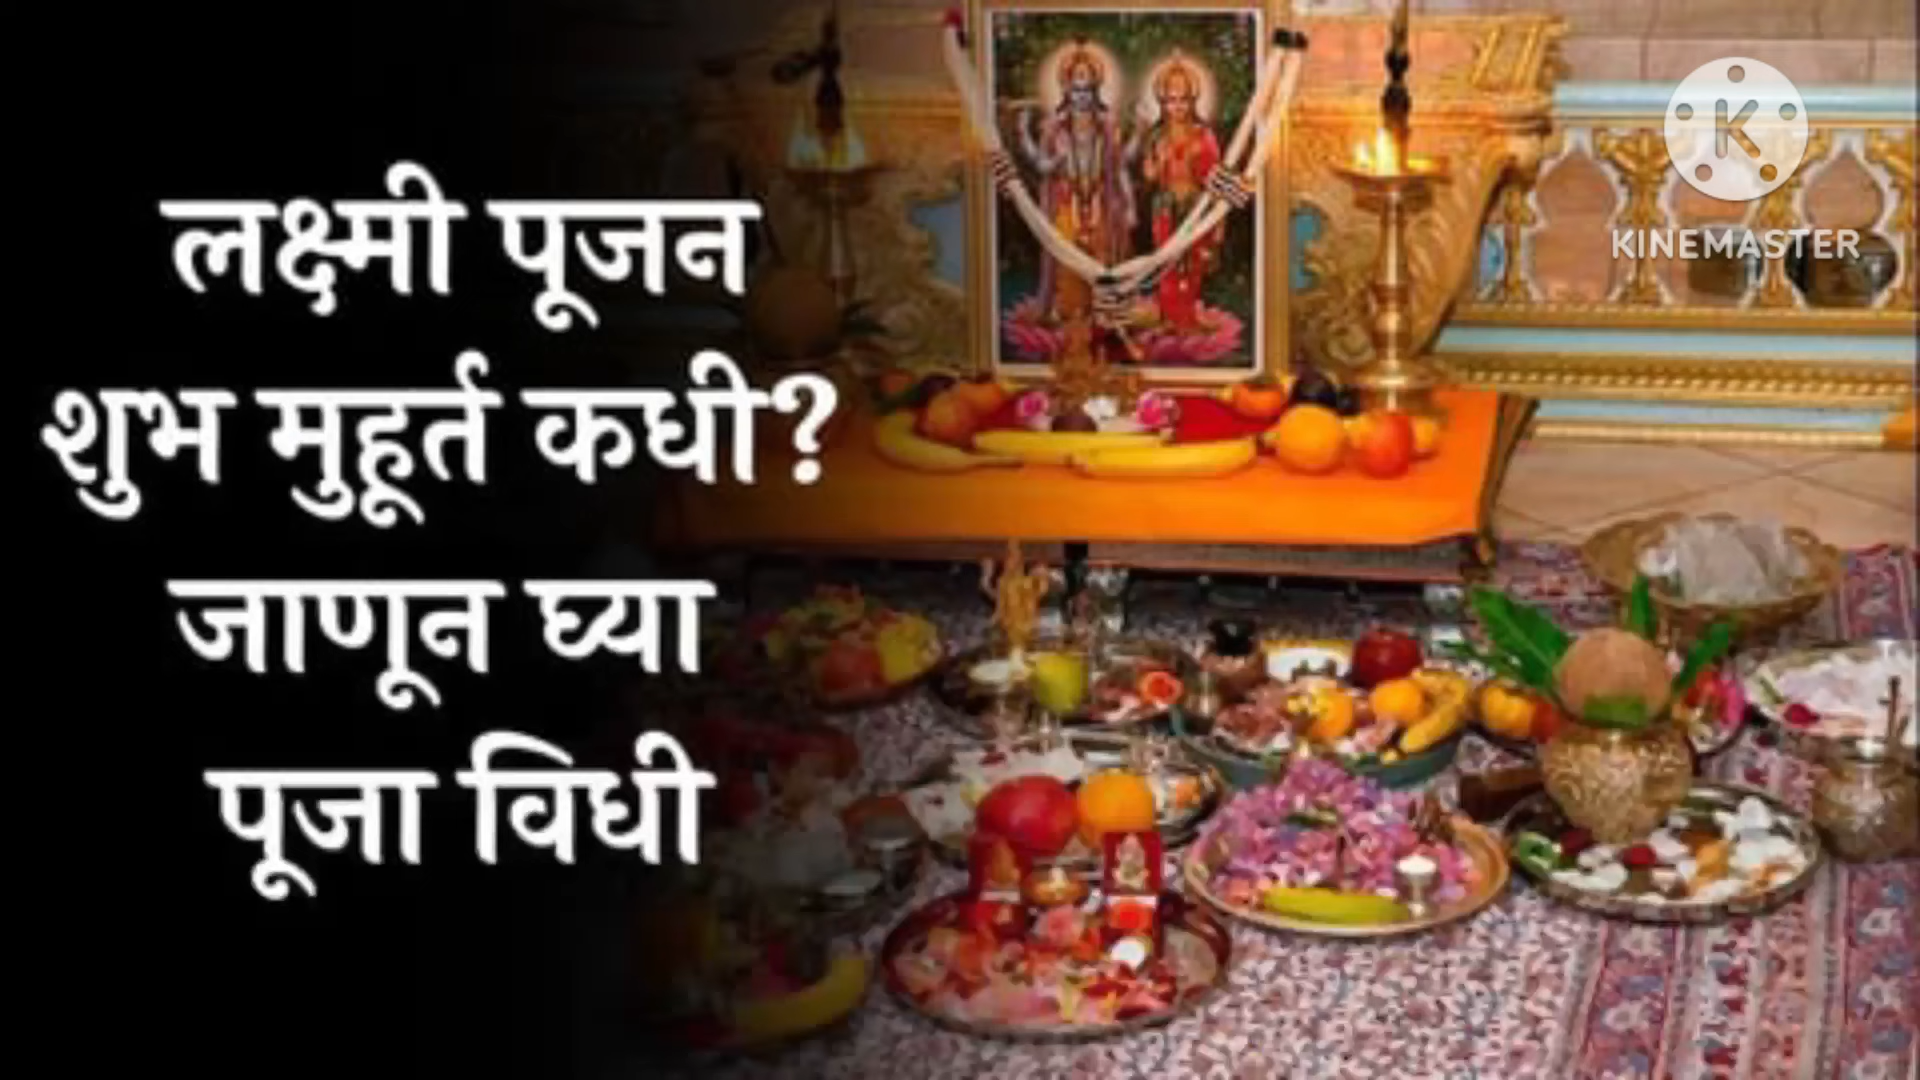 लक्ष्मी पूजन
शुभ मुहूर्त कधी?
जाणून घ्या
पूजा विधी
K
KINEMASTER